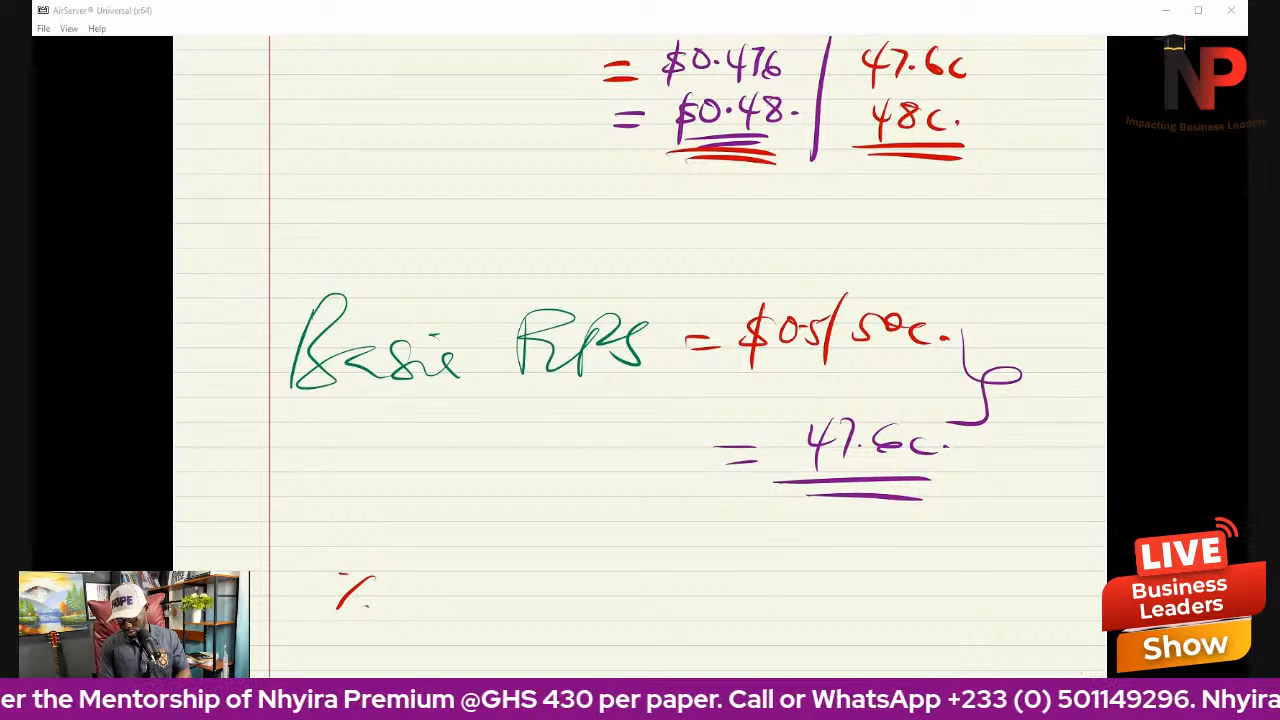 AirServer® Universal (x64)
File View Help
= $0.476 | 47.6c
= $0.48. | 48c.
NP
Impacting Business Leaders
Basic EPS = $0.5/50c.
= 47.6c.
%
HOPE
LIVE
Business
Leaders
Show
er the Mentorship of Nhyira Premium @GHS 430 per paper. Call or WhatsApp +233 (0) 501149296. Nhyira